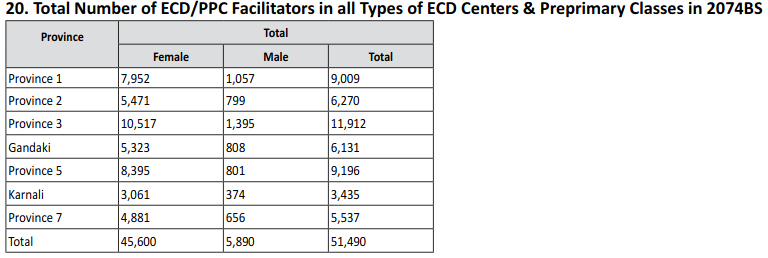 20. Total Number of ECD/PPC Facilitators in all Types of ECD Centers & Preprimary Classes in 2074BS
Province Total
Female Male Total
Province 1 7,952 1,057 9,009
Province 2 5,471 799 6,270
Province 3 10,517 1,395 11,912
Gandaki 5,323 808 6,131
Province 5 8,395 801 9,196
Karnali 3,061 374 3,435
Province 7 4,881 656 5,537
Total 45,600 5,890 51,490